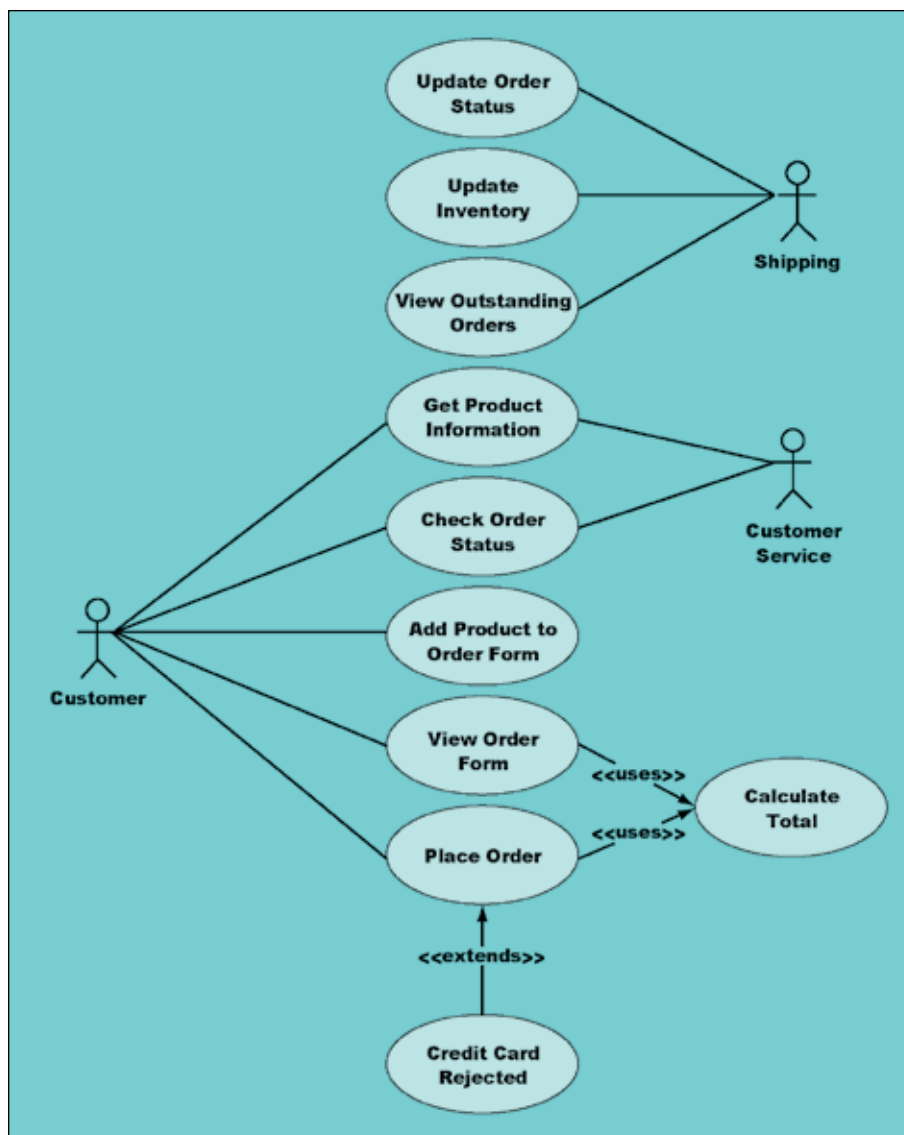 Update Order
Status
Update
Inventory
Shipping
View Outstanding
Orders
Get Product
Information
Customer
Service
Check Order
Status
Add Product to
Order Form
Customer
View Order
Form
<<uses>>
Calculate
Total
<<uses>>
Place Order
<<extends>>
Credit Card
Rejected